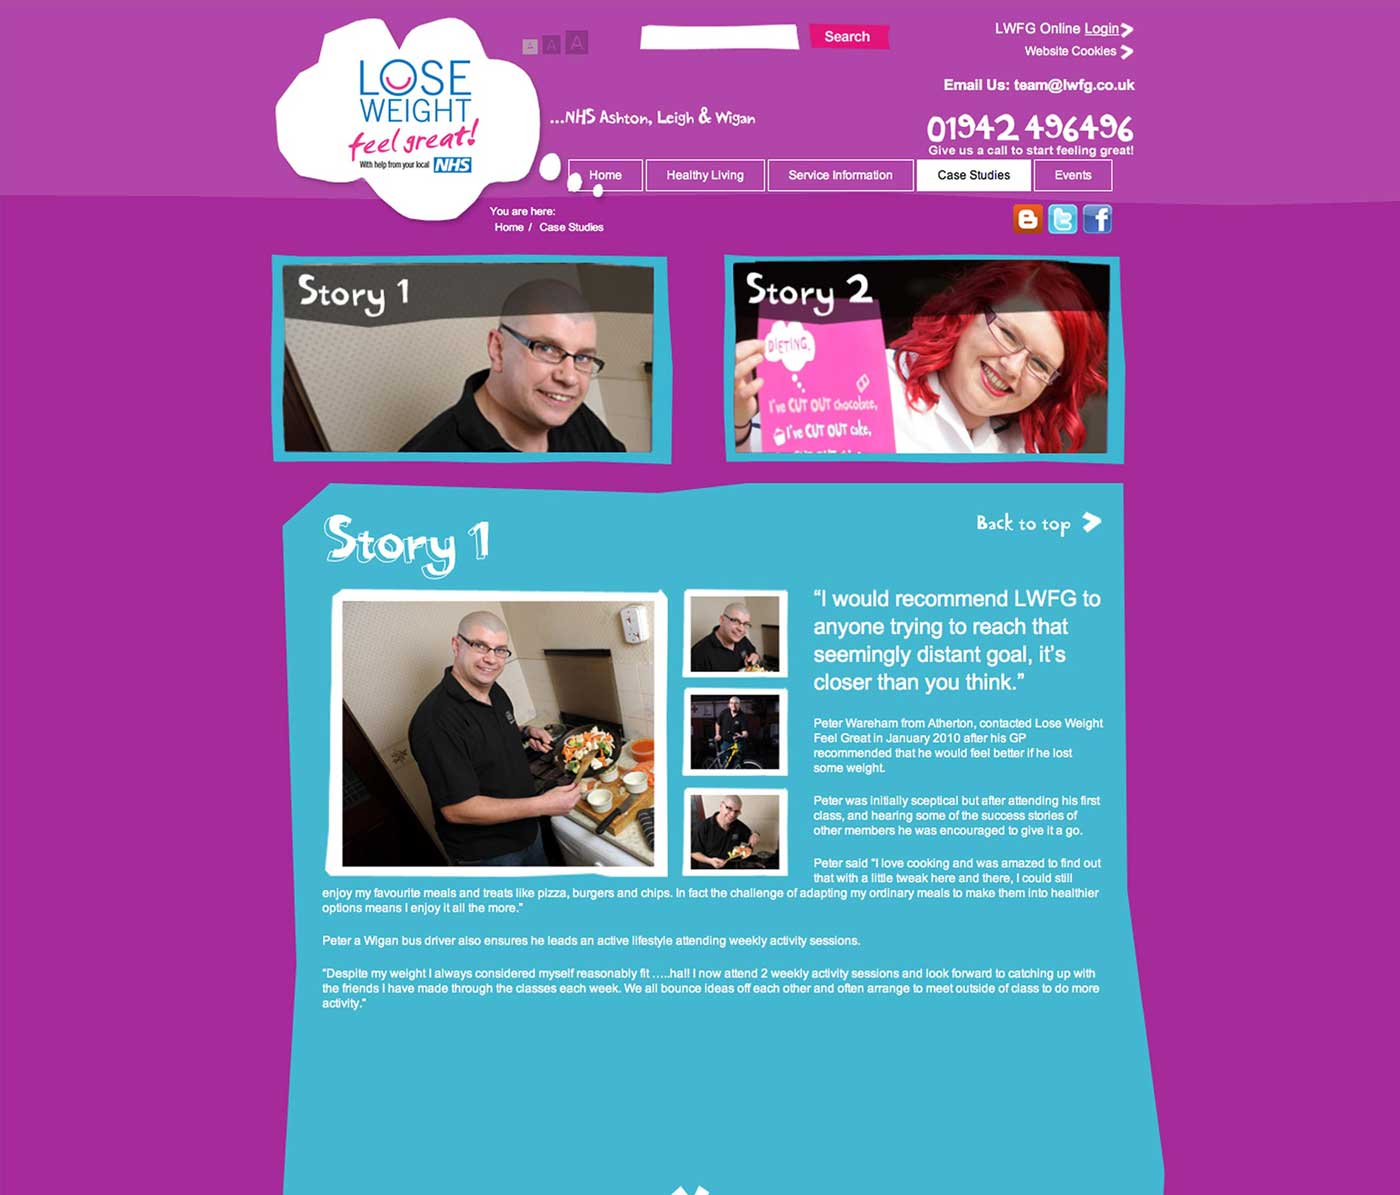 LOSE
WEIGHT
feel great!
With help from your local NHS
A A A
Search
LWFG Online Login
Website Cookies
Email Us: team@lwfg.co.uk
...NHS Ashton, Leigh & Wigan
01942 496496
Give us a call to start feeling great!
Home Healthy Living Service Information Case Studies Events
You are here:
Home / Case Studies
Story 1
Story 2
DIETING.
I've CUT OUT chocolate,
I've CUT OUT cake,
Story 1
Back to top
“I would recommend LWFG to
anyone trying to reach that
seemingly distant goal, it’s
closer than you think.”
Peter Wareham from Atherton, contacted Lose Weight
Feel Great in January 2010 after his GP
recommended that he would feel better if he lost
some weight.
Peter was initially sceptical but after attending his first
class, and hearing some of the success stories of
other members he was encouraged to give it a go.
Peter said “I love cooking and was amazed to find out
that with a little tweak here and there, I could still
enjoy my favourite meals and treats like pizza, burgers and chips. In fact the challenge of adapting my ordinary meals to make them into healthier
options means I enjoy it all the more.”
Peter a Wigan bus driver also ensures he leads an active lifestyle attending weekly activity sessions.
“Despite my weight I always considered myself reasonably fit …..ha!! I now attend 2 weekly activity sessions and look forward to catching up with
the friends I have made through the classes each week. We all bounce ideas off each other and often arrange to meet outside of class to do more
activity.”